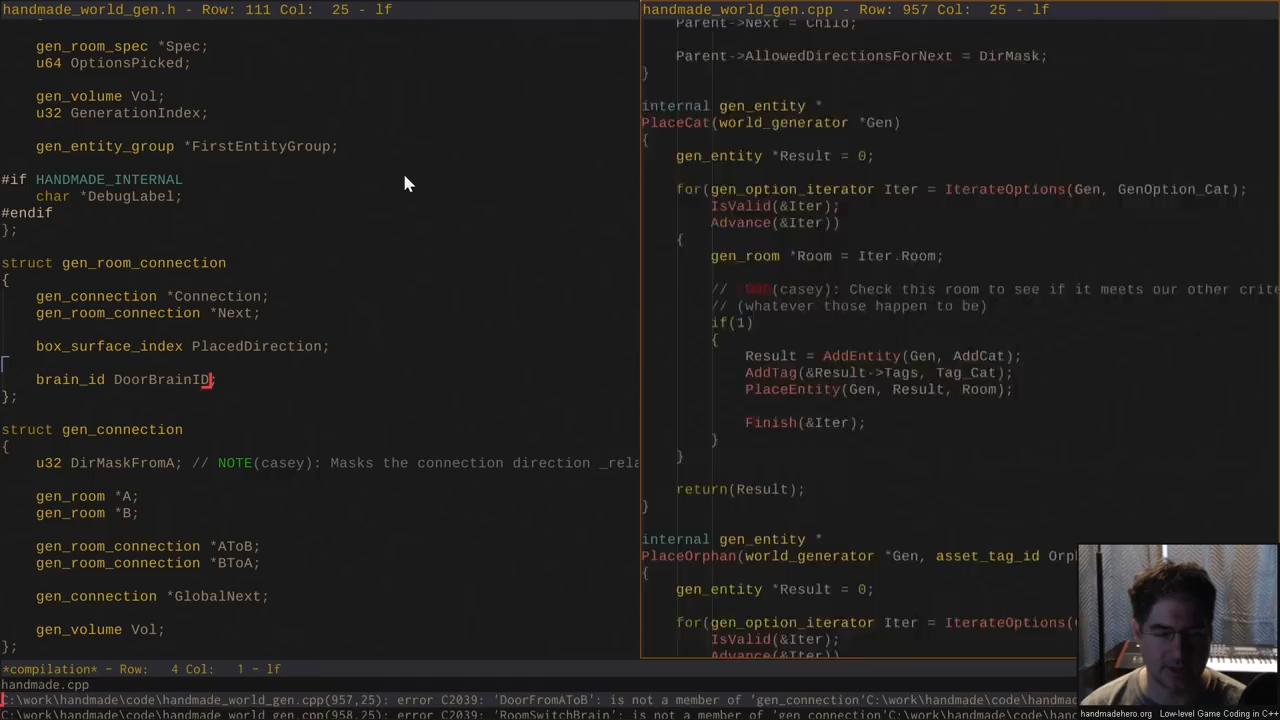 handmade_world_gen.h - Row: 111 Col:  25 - lf
gen_room_spec *Spec;
u64 OptionsPicked;
gen_volume Vol;
u32 GenerationIndex;
gen_entity_group *FirstEntityGroup;
#if HANDMADE_INTERNAL
char *DebugLabel;
#endif
};
struct gen_room_connection
{
gen_connection *Connection;
gen_room_connection *Next;
box_surface_index PlacedDirection;
brain_id DoorBrainID;
};
struct gen_connection
{
u32 DirMaskFromA; // NOTE(casey): Masks the connection direction _rela
gen_room *A;
gen_room *B;
gen_room_connection *AToB;
gen_room_connection *BToA;
gen_connection *GlobalNext;
gen_volume Vol;
};
handmade_world_gen.cpp - Row: 957 Col:  25 - lf
Parent->Next = Child;
Parent->AllowedDirectionsForNext = DirMask;
}
internal gen_entity *
PlaceCat(world_generator *Gen)
{
gen_entity *Result = 0;
for(gen_option_iterator Iter = IterateOptions(Gen, GenOption_Cat);
IsValid(&Iter);
Advance(&Iter))
{
gen_room *Room = Iter.Room;
// (casey): Check this room to see if it meets our other crite
// (whatever those happen to be)
if(1)
{
Result = AddEntity(Gen, AddCat);
AddTag(&Result->Tags, Tag_Cat);
PlaceEntity(Gen, Result, Room);
Finish(&Iter);
}
}
return(Result);
}
internal gen_entity *
PlaceOrphan(world_generator *Gen, asset_tag_id Orp
{
gen_entity *Result = 0;
for(gen_option_iterator Iter = IterateOptions(
IsValid(&Iter);
Advance(&Iter))
*compilation* - Row:   4 Col:   1 - lf
handmade.cpp
C:\work\handmade\code\handmade_world_gen.cpp(957,25): error C2039: 'DoorFromAToB': is not a member of 'gen_connection'C:\work\handmade\code\handmade_
C:\work\handmade\code\handmade_world_gen.cpp(958,25): error C2039: 'RoomSwitchBrain': is not a member of 'gen_connection'C:\work\handmade\code\handma
handmadehero.org
Low-level Game Coding in C++